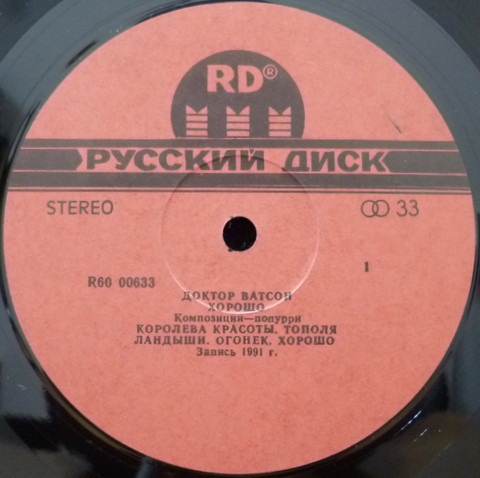 RD®
РУССКИЙ ДИСК
STEREO 33
1
R60 00633
ДОКТОР ВАТСОН
ХОРОШО
Композиции—попурри
КОРОЛЕВА КРАСОТЫ, ТОПОЛЯ
ЛАНДЫШИ, ОГОНЕК, ХОРОШО
Запись 1991 г.